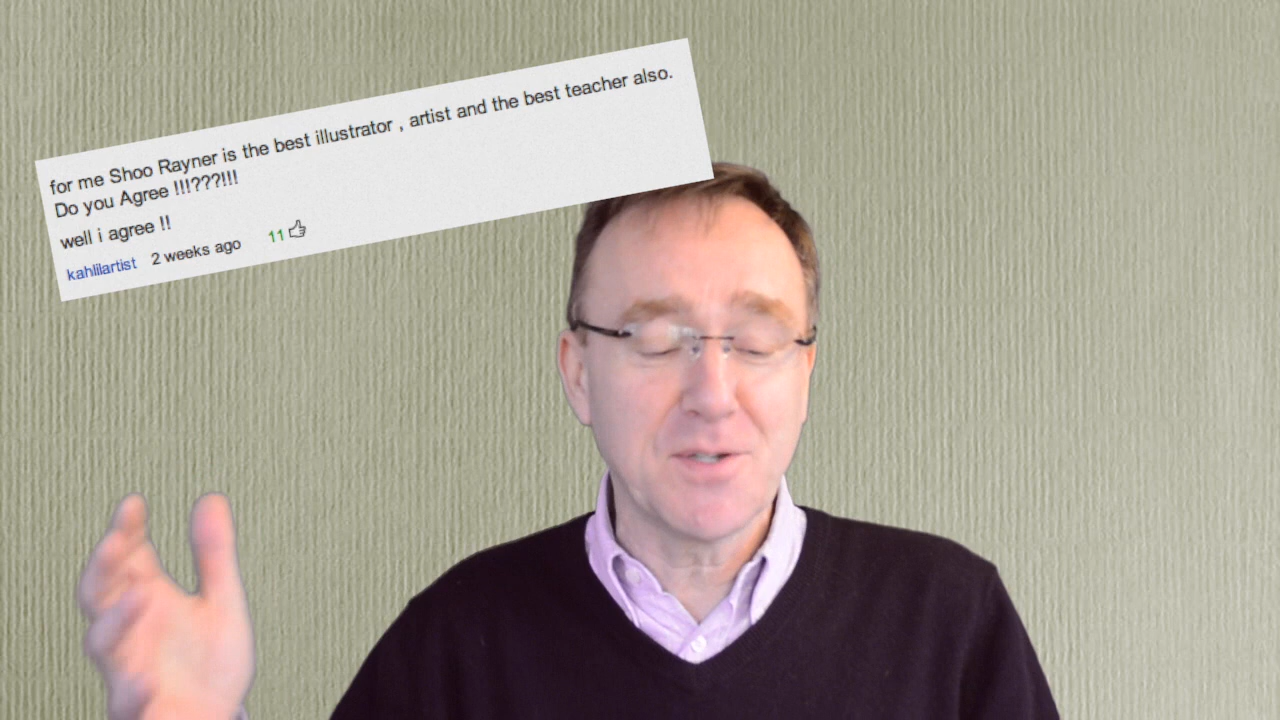 for me Shoo Rayner is the best illustrator , artist and the best teacher also.
Do you Agree !!!???!!!
well i agree !!
kahlilartist 2 weeks ago 11